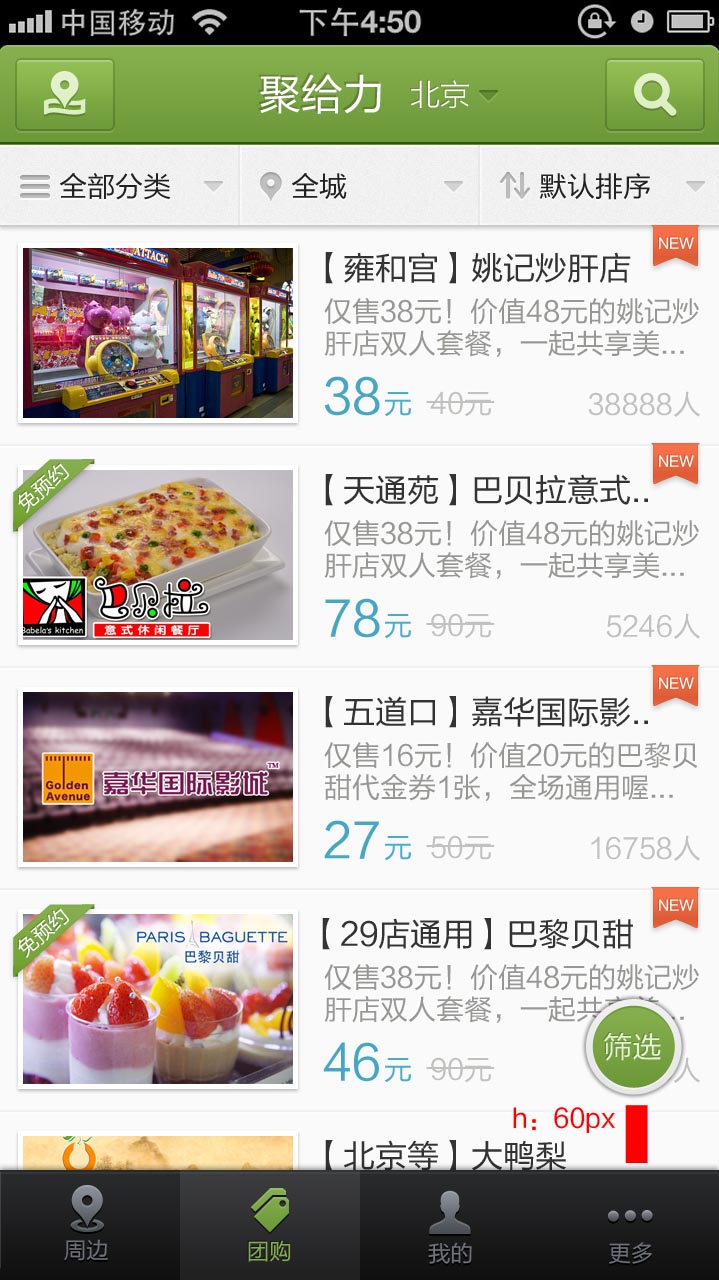 中国移动 下午4:50
聚给力 北京
全部分类 全城 默认排序
NEW
【雍和宫】姚记炒肝店
仅售38元！价值48元的姚记炒
肝店双人套餐，一起共享美...
38元 40元 38888人
NEW
免预约
【天通苑】巴贝拉意式..
仅售38元！价值48元的姚记炒
肝店双人套餐，一起共享美...
78元 90元 5246人
巴贝拉
Babela's kitchen
意式休闲餐厅
NEW
【五道口】嘉华国际影..
仅售16元！价值20元的巴黎贝
甜代金券1张，全场通用喔...
27元 50元 16758人
Golden
Avenue
嘉华国际影城™
NEW
免预约
PARIS BAGUETTE
巴黎贝甜
【29店通用】巴黎贝甜
仅售38元！价值48元的姚记炒
肝店双人套餐，一起共享美...
46元 90元 人
筛选
h：60px
【北京等】大鸭梨
周边 团购 我的 更多